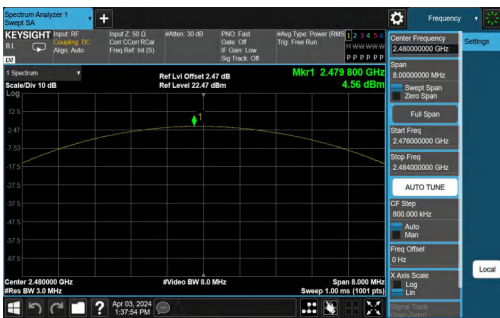 Spectrum Analyzer 1
Swept SA
Frequency
KEYSIGHT
Input: RF
Coupling: DC
Align: Auto
Input Z: 50 Ω
Corr CCorr RCal
Freq Ref: Int (S)
#Atten: 30 dB
PNO: Fast
Gate: Off
IF Gain: Low
Sig Track: Off
#Avg Type: Power (RMS)
Trig: Free Run
1 2 3 4 5 6
M W W W W W
P P P P P P
RL
LW
1 Spectrum
Scale/Div 10 dB
Log
Ref Lvl Offset 2.47 dB
Ref Level 22.47 dBm
Mkr1 2.479 800 GHz
4.56 dBm
1
12.5
2.47
-7.53
-17.5
-27.5
-37.5
-47.5
-57.5
-67.5
Center 2.480000 GHz
#Res BW 3.0 MHz
#Video BW 8.0 MHz
Span 8.000 MHz
Sweep 1.00 ms (1001 pts)
Apr 03, 2024
1:37:54 PM
Center Frequency
2.480000000 GHz
Settings
Span
8.00000000 MHz
Swept Span
Zero Span
Full Span
Start Freq
2.476000000 GHz
Stop Freq
2.484000000 GHz
AUTO TUNE
CF Step
800.000 kHz
Auto
Man
Freq Offset
0 Hz
X Axis Scale
Log
Lin
Local
Signal Track